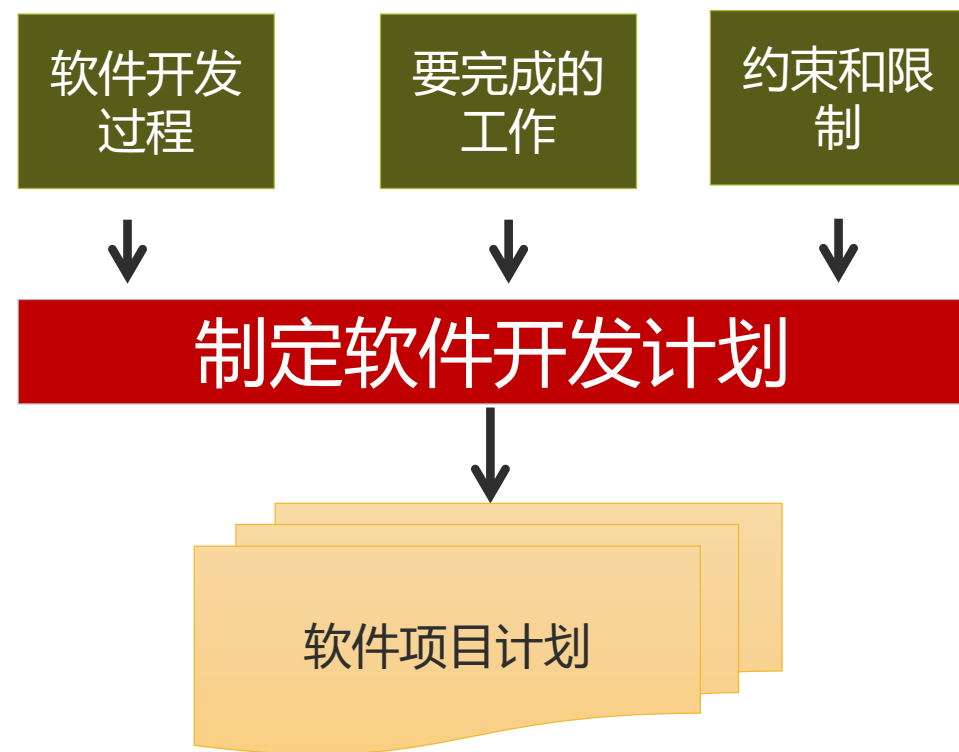 软件开发
过程
要完成的
工作
约束和限
制
制定软件开发计划
软件项目计划